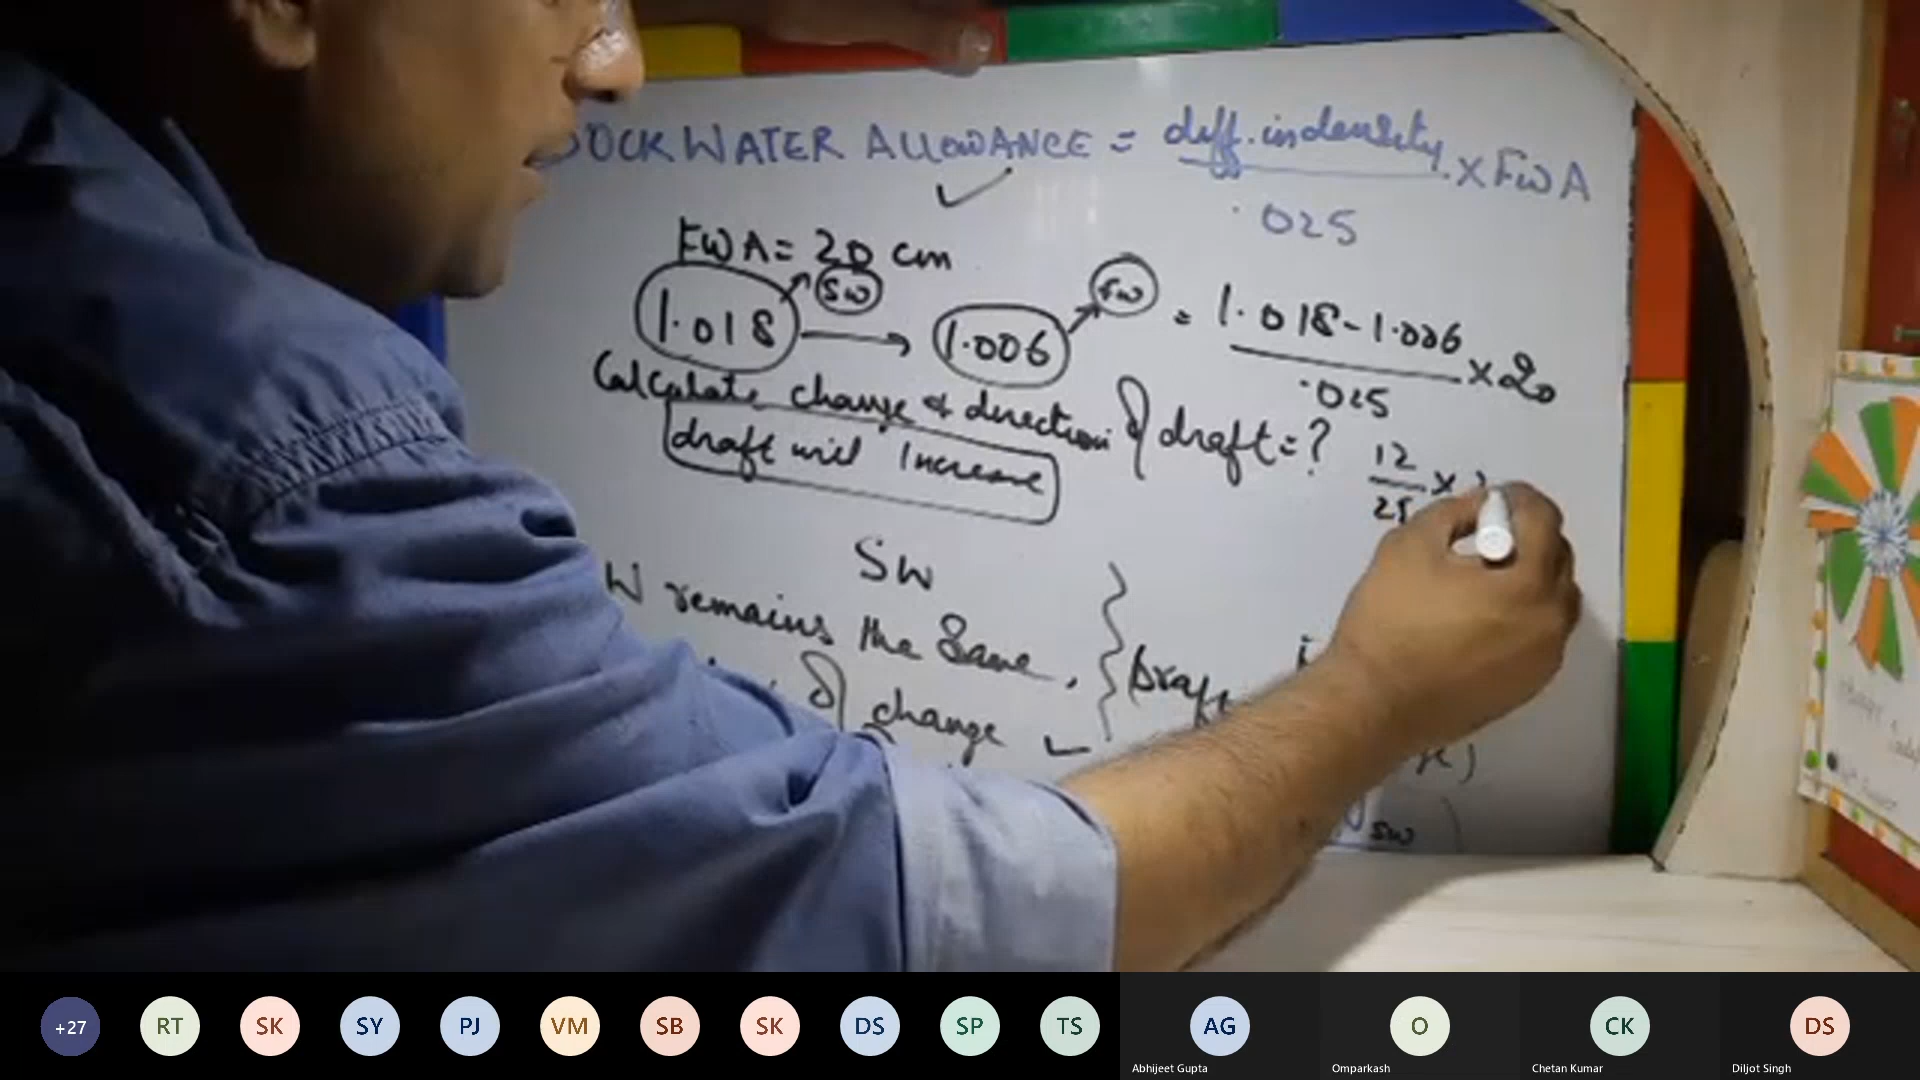 DOCK WATER ALLOWANCE = diff. in density × FWA
.025
FWA = 20 cm
SW
FW
1.018 → 1.006
= 1.018 - 1.006 × 20
.025
Calculate change & direction of draft = ?
draft will Increase
12 ×
25
SW
W remains the same,
of change ✓
Draft
sw
+27
RT
SK
SY
PJ
VM
SB
SK
DS
SP
TS
AG
O
CK
DS
Abhijeet Gupta
Omparkash
Chetan Kumar
Diljot Singh